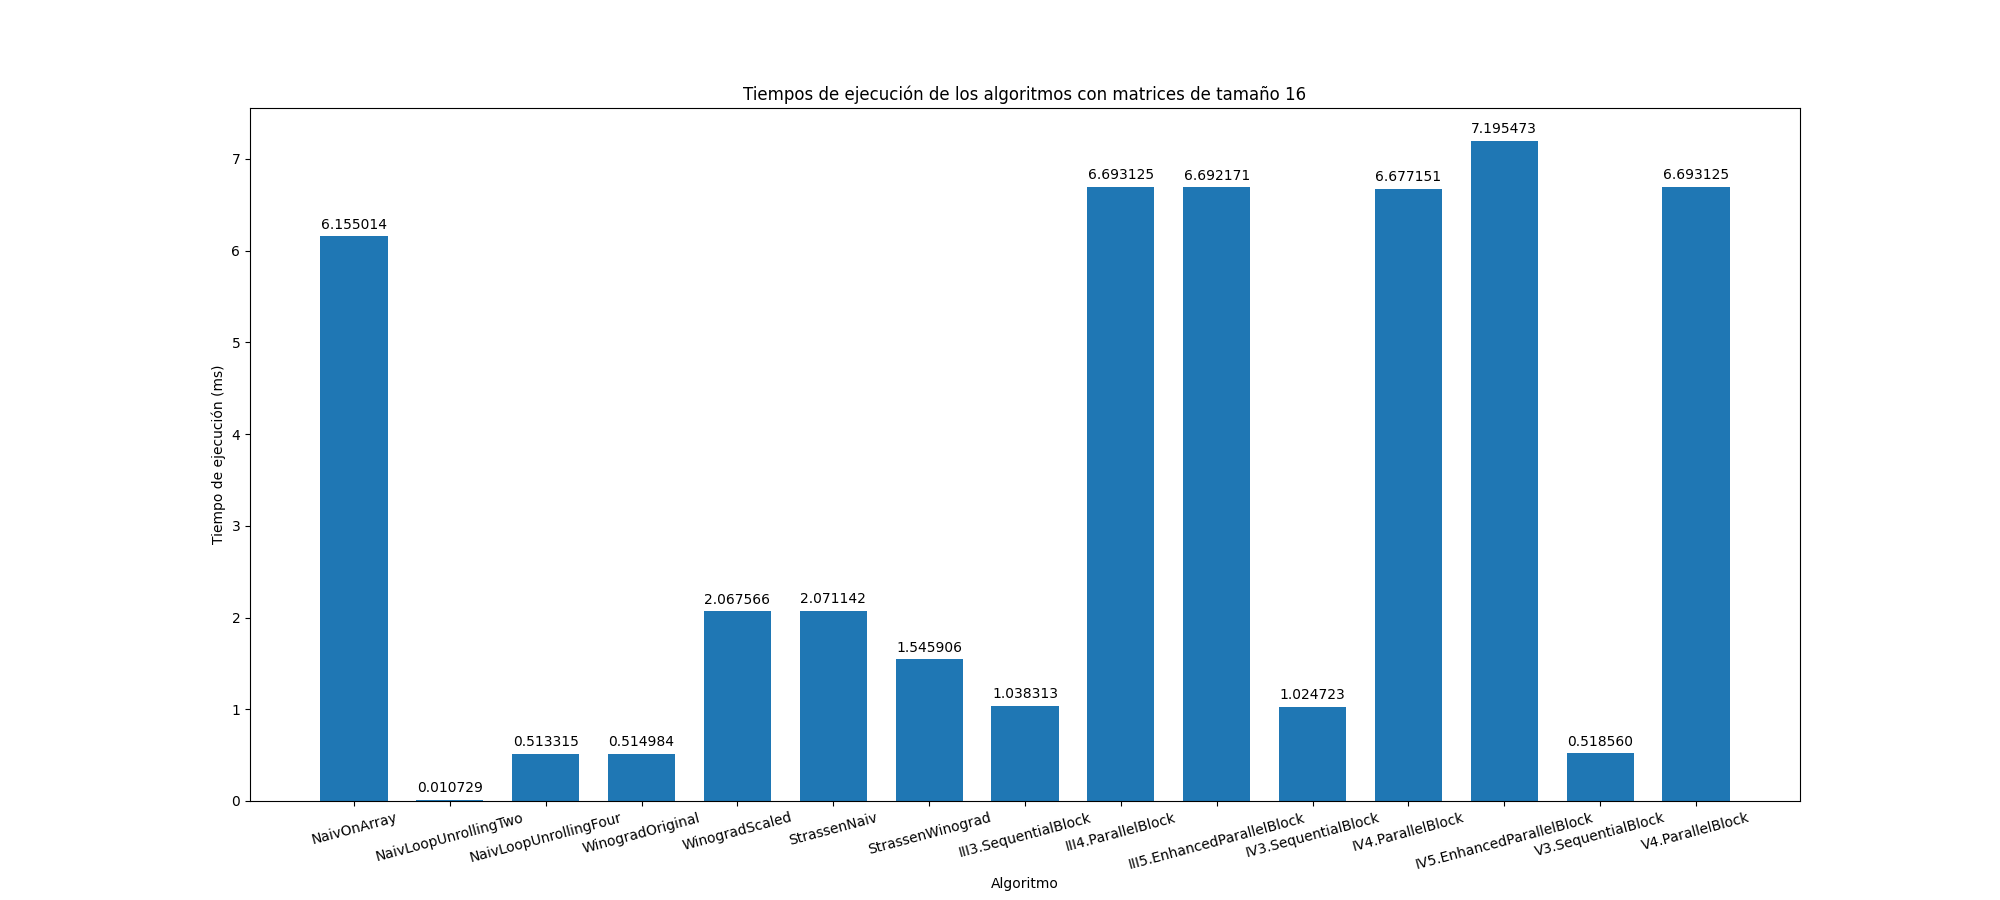 Tiempos de ejecución de los algoritmos con matrices de tamaño 16
Tiempo de ejecución (ms)
7
6
5
4
3
2
1
0
6.155014
0.010729
0.513315
0.514984
2.067566
2.071142
1.545906
1.038313
6.693125
6.692171
1.024723
6.677151
7.195473
0.518560
6.693125
NaivOnArray
NaivLoopUnrollingTwo
NaivLoopUnrollingFour
WinogradOriginal
WinogradScaled
StrassenNaiv
StrassenWinograd
III3.SequentialBlock
III4.ParallelBlock
III5.EnhancedParallelBlock
IV3.SequentialBlock
IV4.ParallelBlock
IV5.EnhancedParallelBlock
V3.SequentialBlock
V4.ParallelBlock
Algoritmo